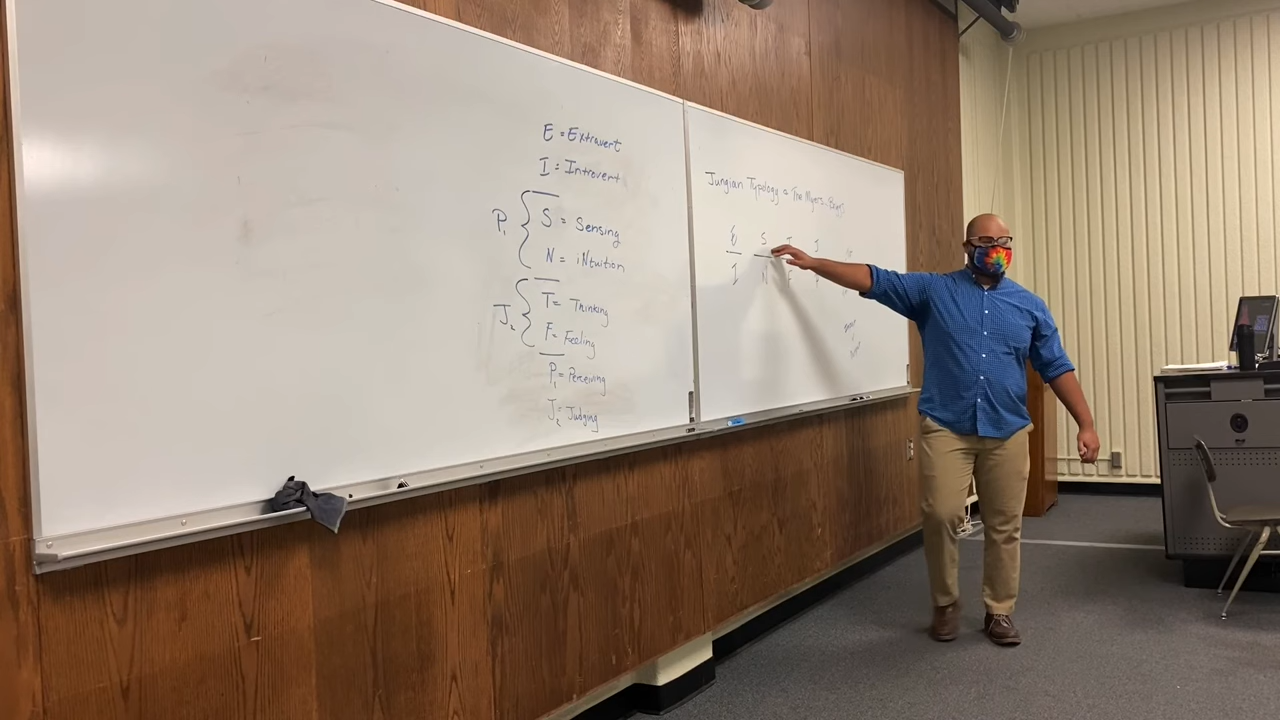 E = Extravert
I = Introvert
P₁ { S = Sensing
N = iNtuition
J₂ { T = Thinking
F = Feeling
P₁ = Perceiving
J₂ = Judging
Jungian Typology & The Myers-Briggs
E S T J
I N F P